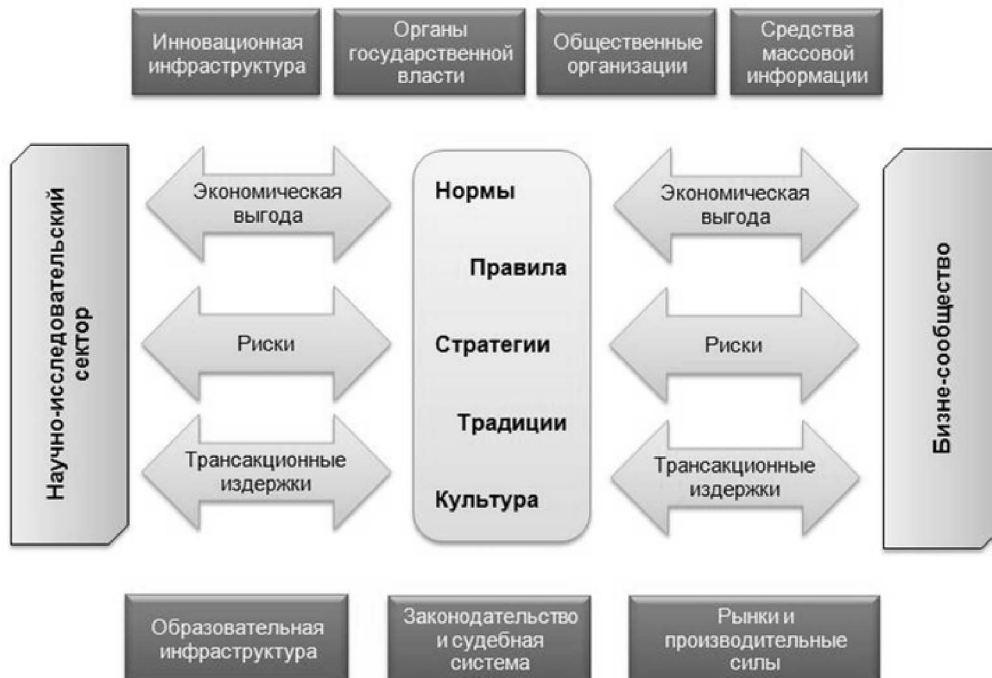 Инновационная
инфраструктура
Органы
государственной
власти
Общественные
организации
Средства
массовой
информации
Научно-исследовательский
сектор
Экономическая
выгода
Риски
Трансакционные
издержки
Нормы
Правила
Стратегии
Традиции
Культура
Экономическая
выгода
Риски
Трансакционные
издержки
Бизне-сообщество
Образовательная
инфраструктура
Законодательство
и судебная
система
Рынки и
производительные
силы